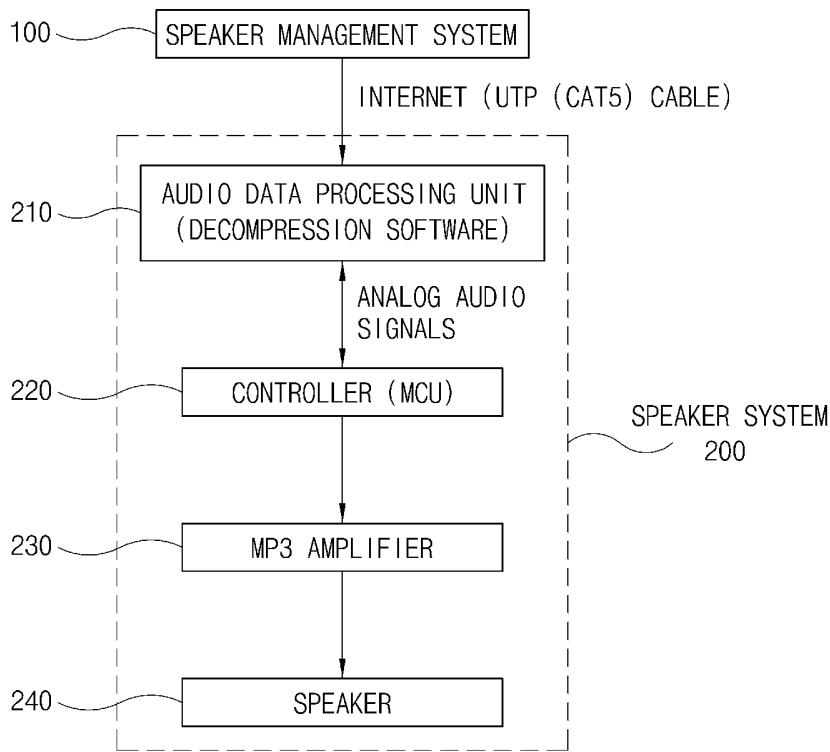 100
SPEAKER MANAGEMENT SYSTEM
INTERNET (UTP (CAT5) CABLE)
210
AUDIO DATA PROCESSING UNIT
(DECOMPRESSION SOFTWARE)
ANALOG AUDIO
SIGNALS
220
CONTROLLER (MCU)
SPEAKER SYSTEM
200
230
MP3 AMPLIFIER
240
SPEAKER